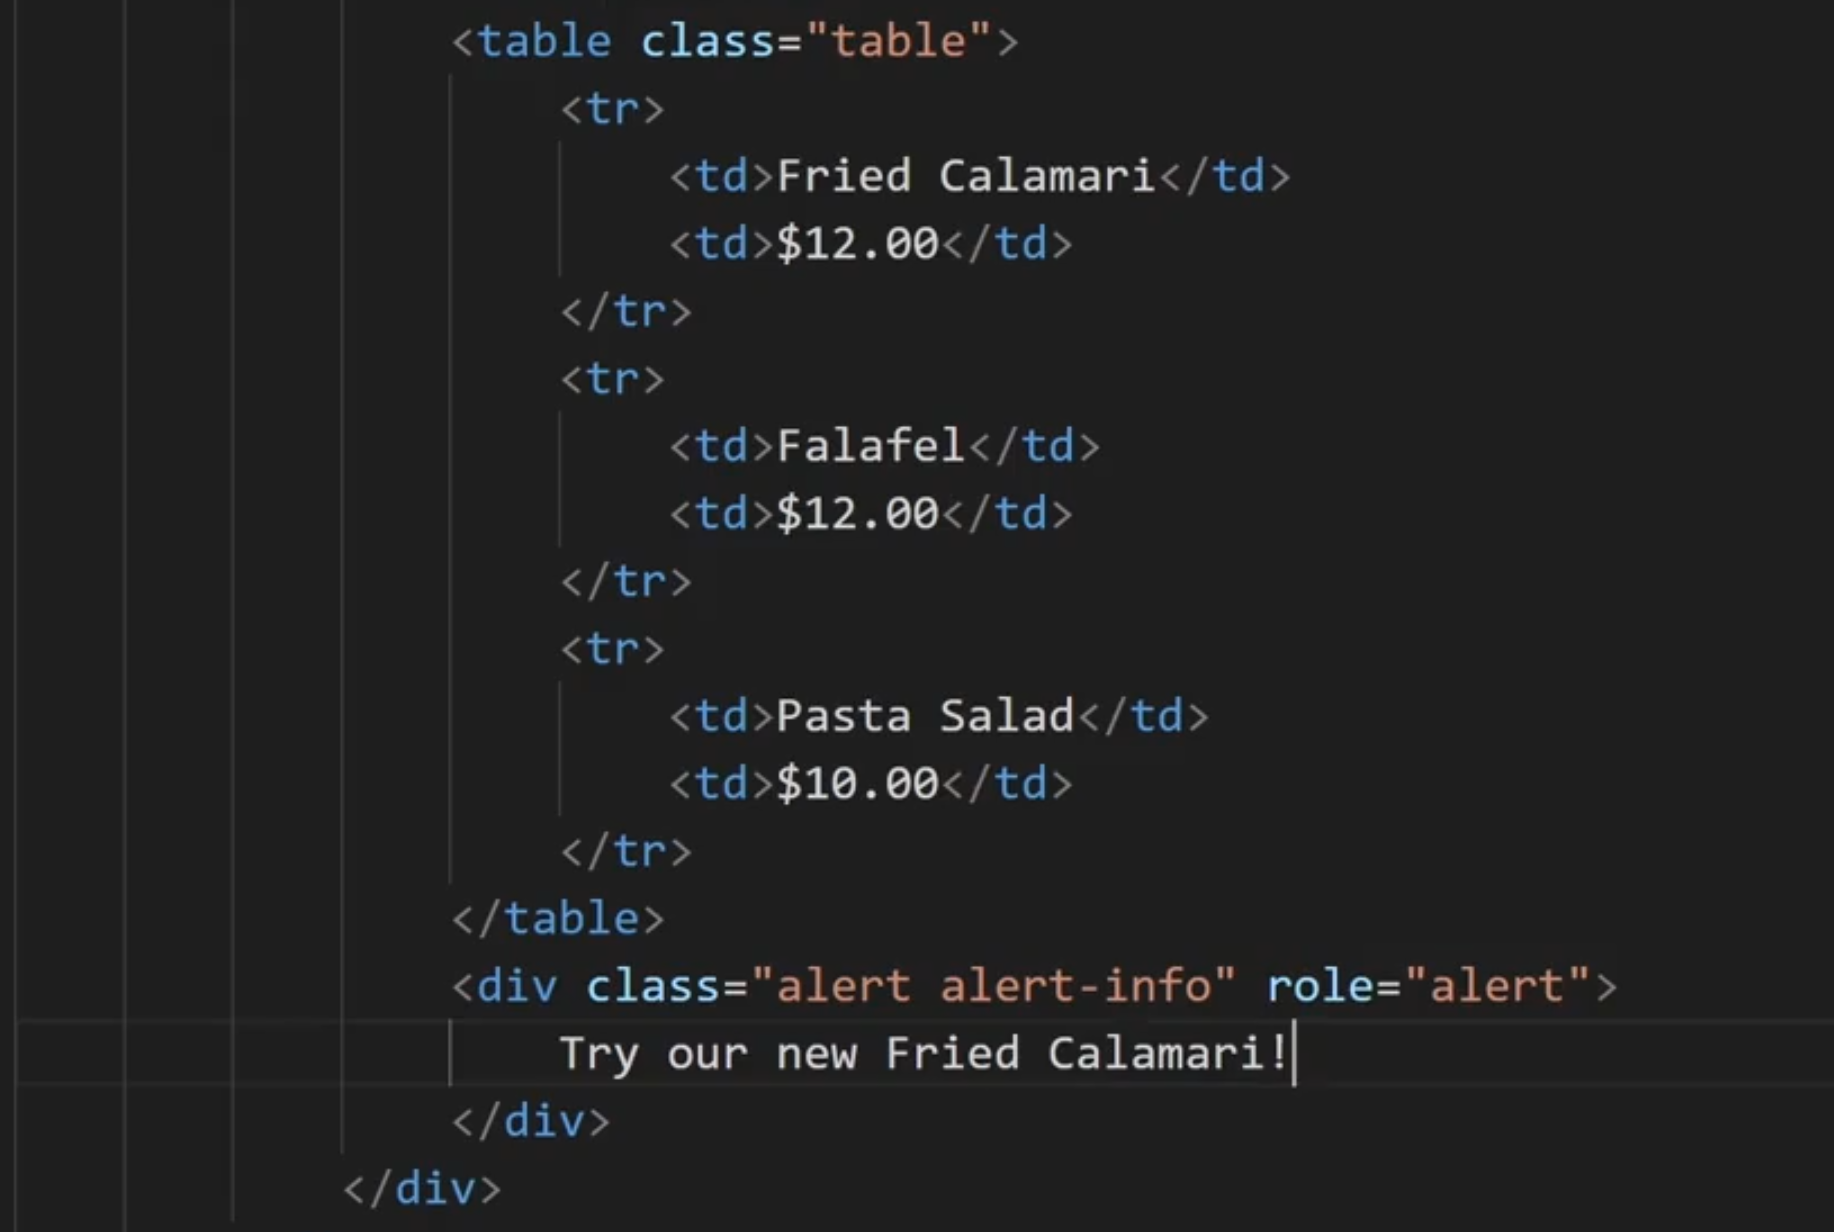 <table class="table">
<tr>
<td>Fried Calamari</td>
<td>$12.00</td>
</tr>
<tr>
<td>Falafel</td>
<td>$12.00</td>
</tr>
<tr>
<td>Pasta Salad</td>
<td>$10.00</td>
</tr>
</table>
<div class="alert alert-info" role="alert">
Try our new Fried Calamari!
</div>
</div>